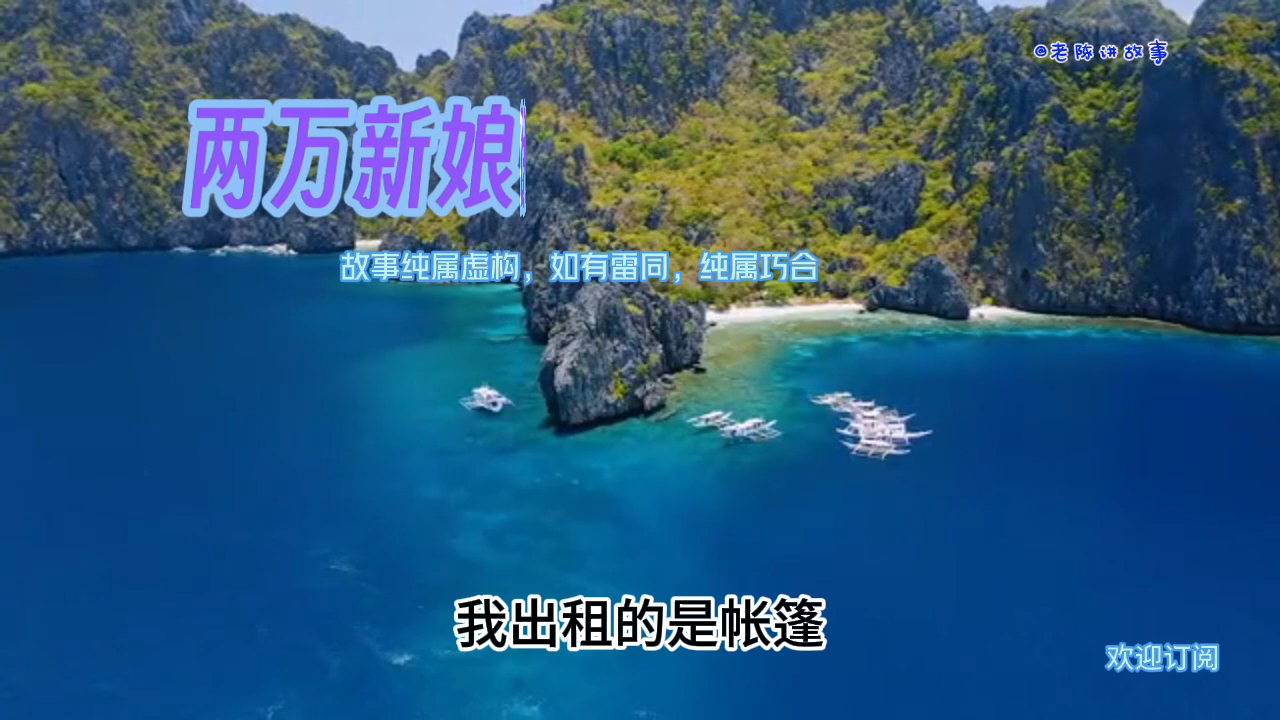 @老陈讲故事
两万新娘
故事纯属虚构，如有雷同，纯属巧合
我出租的是帐篷
欢迎订阅